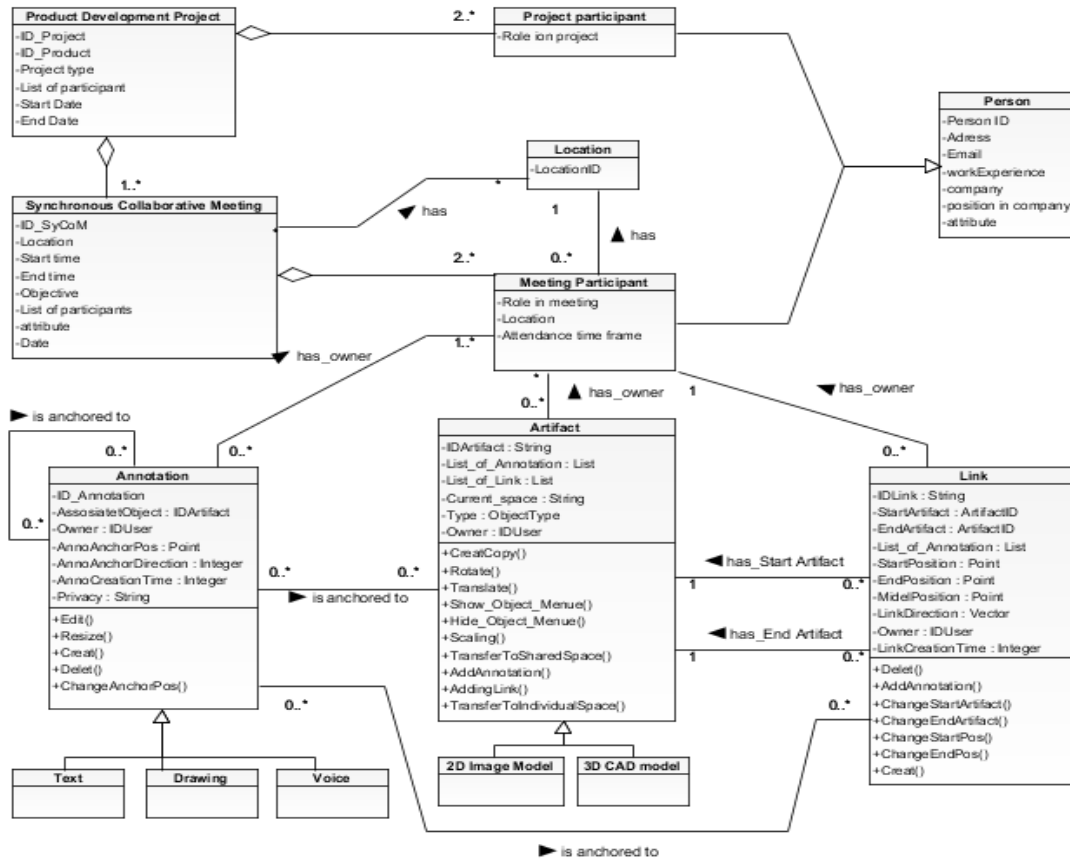 Product Development Project
-ID_Project
-ID_Product
-Project type
-List of participant
-Start Date
-End Date
2..*
Project participant
-Role ion project
Person
-Person ID
-Adress
-Email
-workExperience
-company
-position in company
-attribute
1..*
Location
-LocationID
*
has
1
has
0..*
Synchronous Collaborative Meeting
-ID_SyCoM
-Location
-Start time
-End time
-Objective
-List of participants
-attribute
-Date
*
2..*
Meeting Participant
-Role in meeting
-Location
-Attendance time frame
1..*
has_owner
*
has_owner
0..*
1
has_owner
0..*
is anchored to
0..*
0..*
0..*
Annotation
-ID_Annotation
-AssosiatetObject : IDArtifact
-Owner : IDUser
-AnnoAnchorPos : Point
-AnnoAnchorDirection : Integer
-AnnoCreationTime : Integer
-Privacy : String
+Edit()
+Resize()
+Creat()
+Delet()
+ChangeAnchorPos()
0..*
0..*
is anchored to
Artifact
-IDArtifact : String
-List_of_Annotation : List
-List_of_Link : List
-Current_space : String
-Type : ObjectType
-Owner : IDUser
+CreatCopy()
+Rotate()
+Translate()
+Show_Object_Menue()
+Hide_Object_Menue()
+Scaling()
+TransferToSharedSpace()
+AddAnnotation()
+AddingLink()
+TransferToIndividualSpace()
has_Start Artifact
1
0..*
has_End Artifact
1
0..*
Link
-IDLink : String
-StartArtifact : ArtifactID
-EndArtifact : ArtifactID
-List_of_Annotation : List
-StartPosition : Point
-EndPosition : Point
-MidelPosition : Point
-LinkDirection : Vector
-Owner : IDUser
-LinkCreationTime : Integer
+Delet()
+AddAnnotation()
+ChangeStartArtifact()
+ChangeEndArtifact()
+ChangeStartPos()
+ChangeEndPos()
+Creat()
0..*
0..*
Text
Drawing
Voice
2D Image Model
3D CAD model
is anchored to